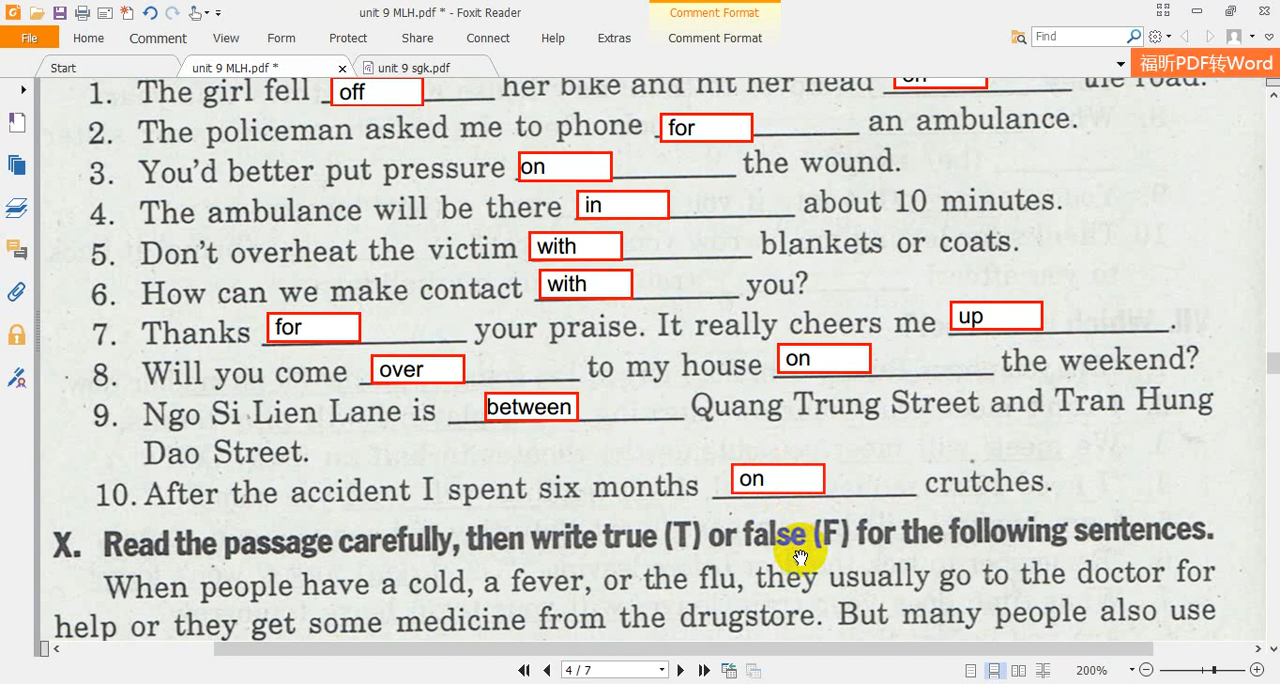 unit 9 MLH.pdf * - Foxit Reader
Comment Format
File Home Comment View Form Protect Share Connect Help Extras Comment Format
Find
Start unit 9 MLH.pdf * unit 9 sgk.pdf
福昕PDF转Word
1. The girl fell off her bike and hit her head on the road.
2. The policeman asked me to phone for an ambulance.
3. You'd better put pressure on the wound.
4. The ambulance will be there in about 10 minutes.
5. Don't overheat the victim with blankets or coats.
6. How can we make contact with you?
7. Thanks for your praise. It really cheers me up.
8. Will you come over to my house on the weekend?
9. Ngo Si Lien Lane is between Quang Trung Street and Tran Hung
Dao Street.
10. After the accident I spent six months on crutches.
X. Read the passage carefully, then write true (T) or false (F) for the following sentences.
When people have a cold, a fever, or the flu, they usually go to the doctor for
help or they get some medicine from the drugstore. But many people also use
4 / 7
200%